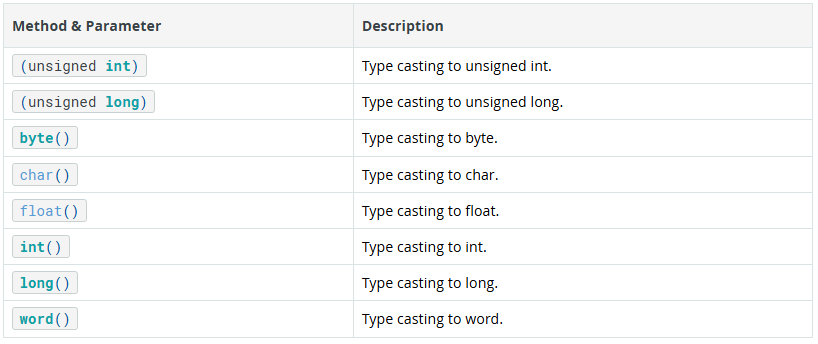 Method & Parameter Description
(unsigned int) Type casting to unsigned int.
(unsigned long) Type casting to unsigned long.
byte() Type casting to byte.
char() Type casting to char.
float() Type casting to float.
int() Type casting to int.
long() Type casting to long.
word() Type casting to word.